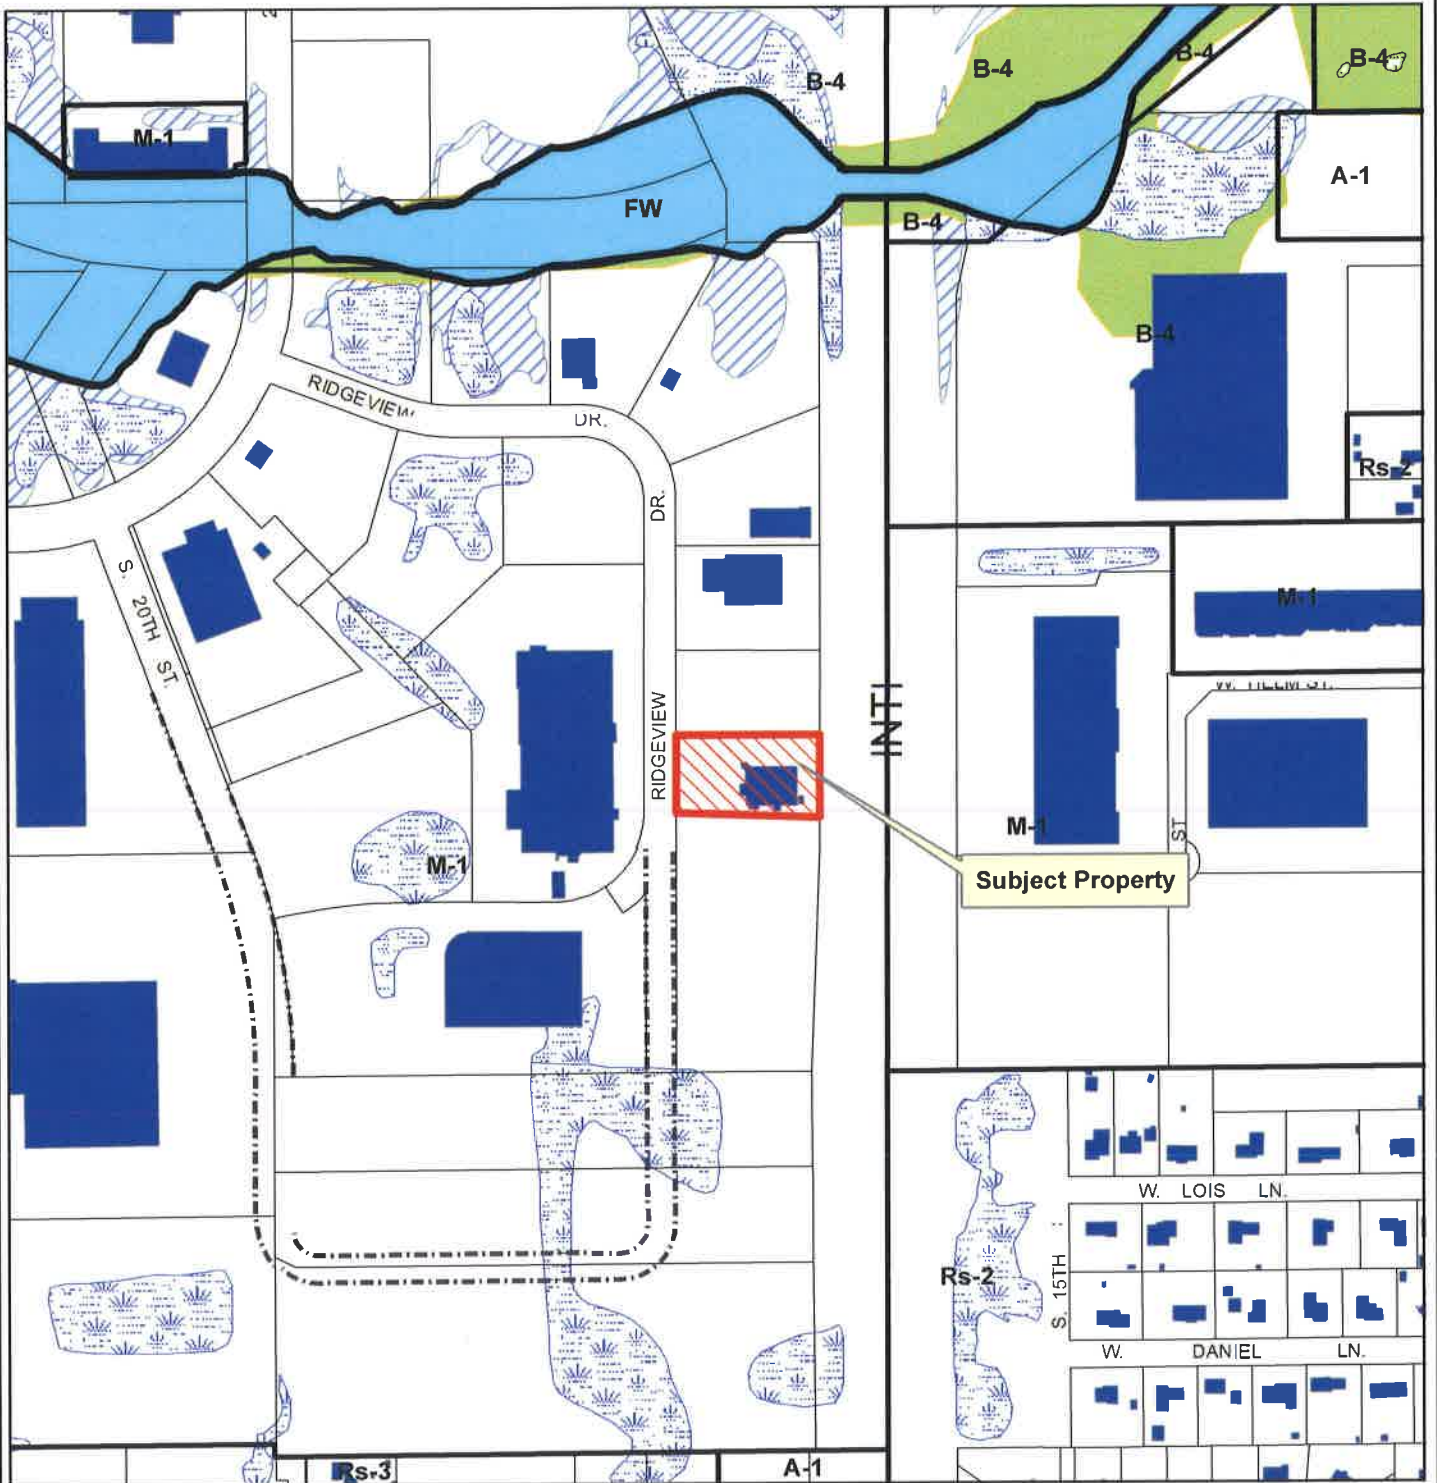 B-4
B-4
B-4
B-4
M-1
A-1
FW
B-4
B-4
RIDGEVIEW
DR.
Rs-2
DR.
S. 20TH ST.
M-1
RIDGEVIEW
INTL
M-1
ST
M-1
Subject Property
W. LOIS LN.
Rs-2
S. 15TH
W. DANIEL LN.
Rs-3
A-1